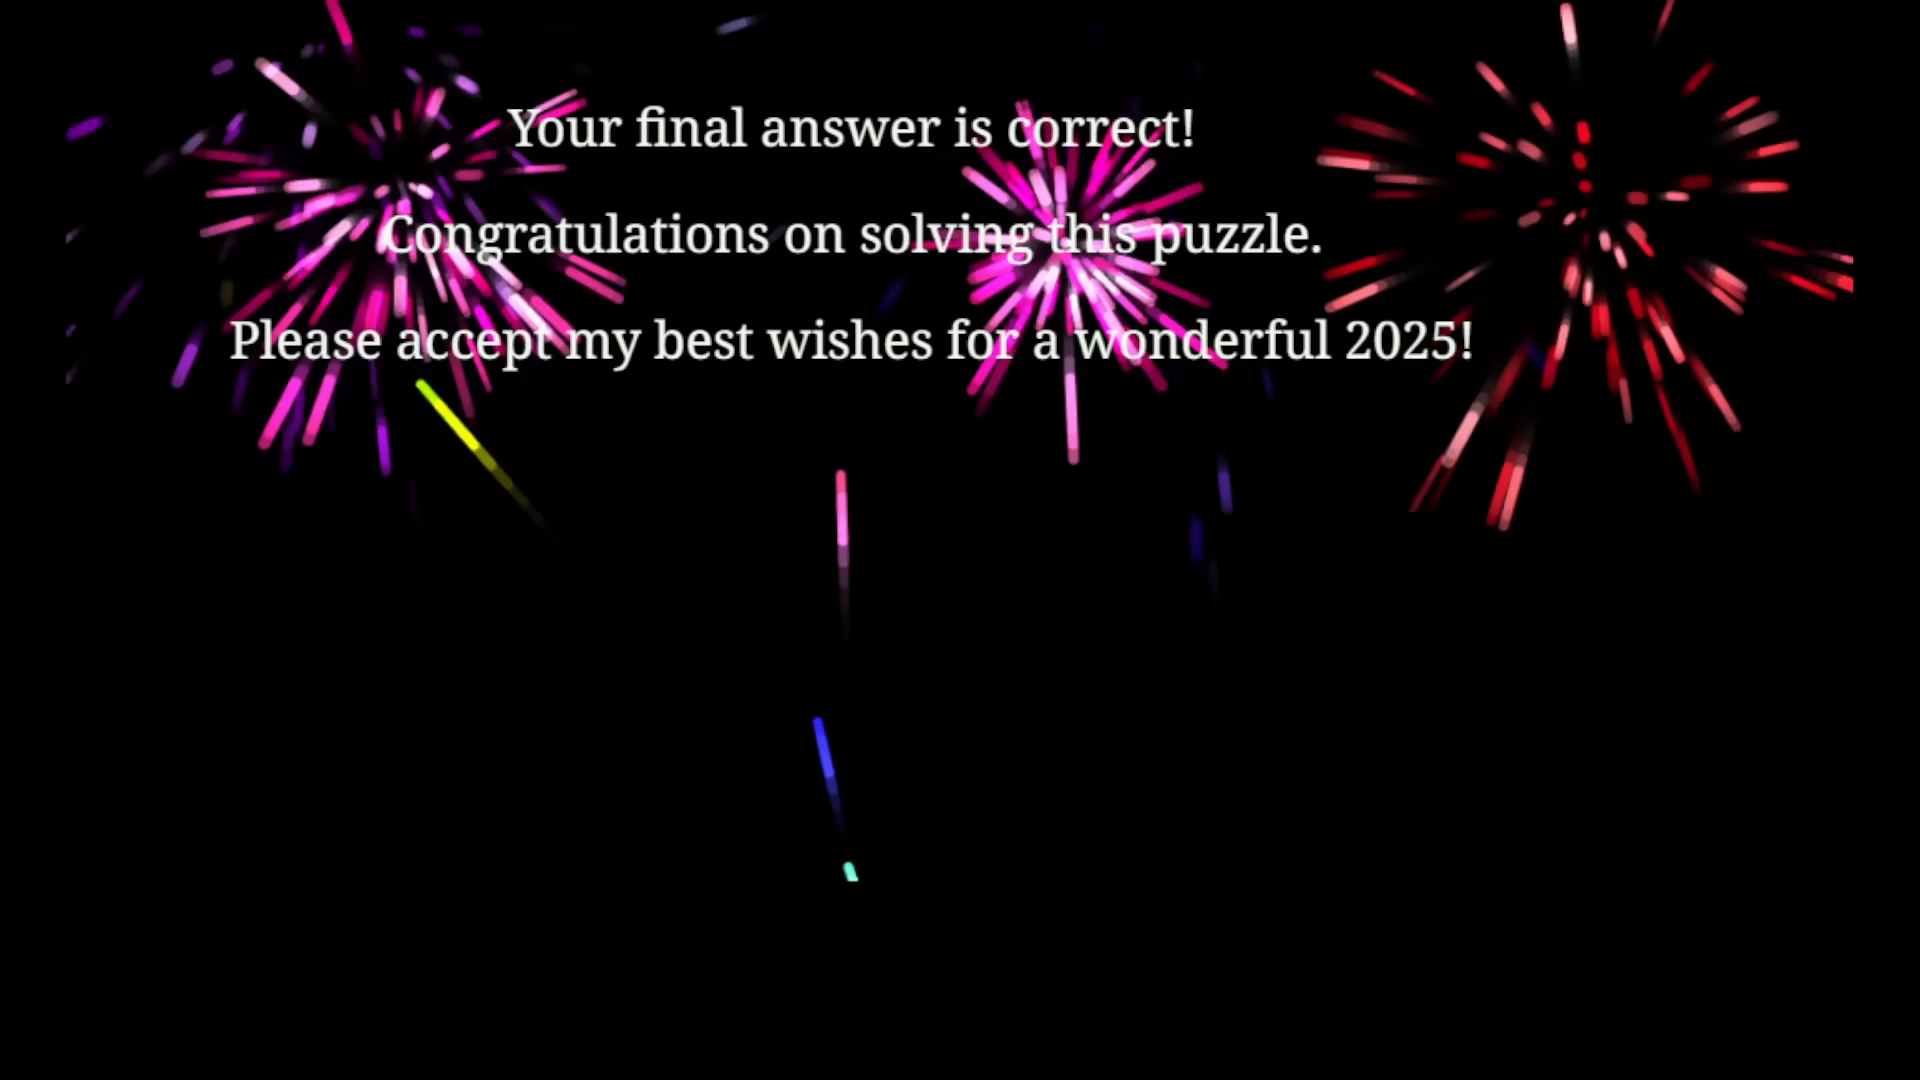 Your final answer is correct!
Congratulations on solving this puzzle.
Please accept my best wishes for a wonderful 2025!